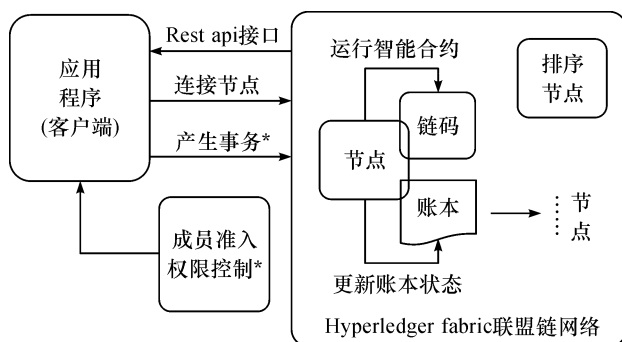 应用
程序
(客户端)
Rest api接口
连接节点
产生事务*
成员准入
权限控制*
运行智能合约
链码
节点
账本
更新账本状态
排序
节点
节
点
Hyperledger fabric联盟链网络